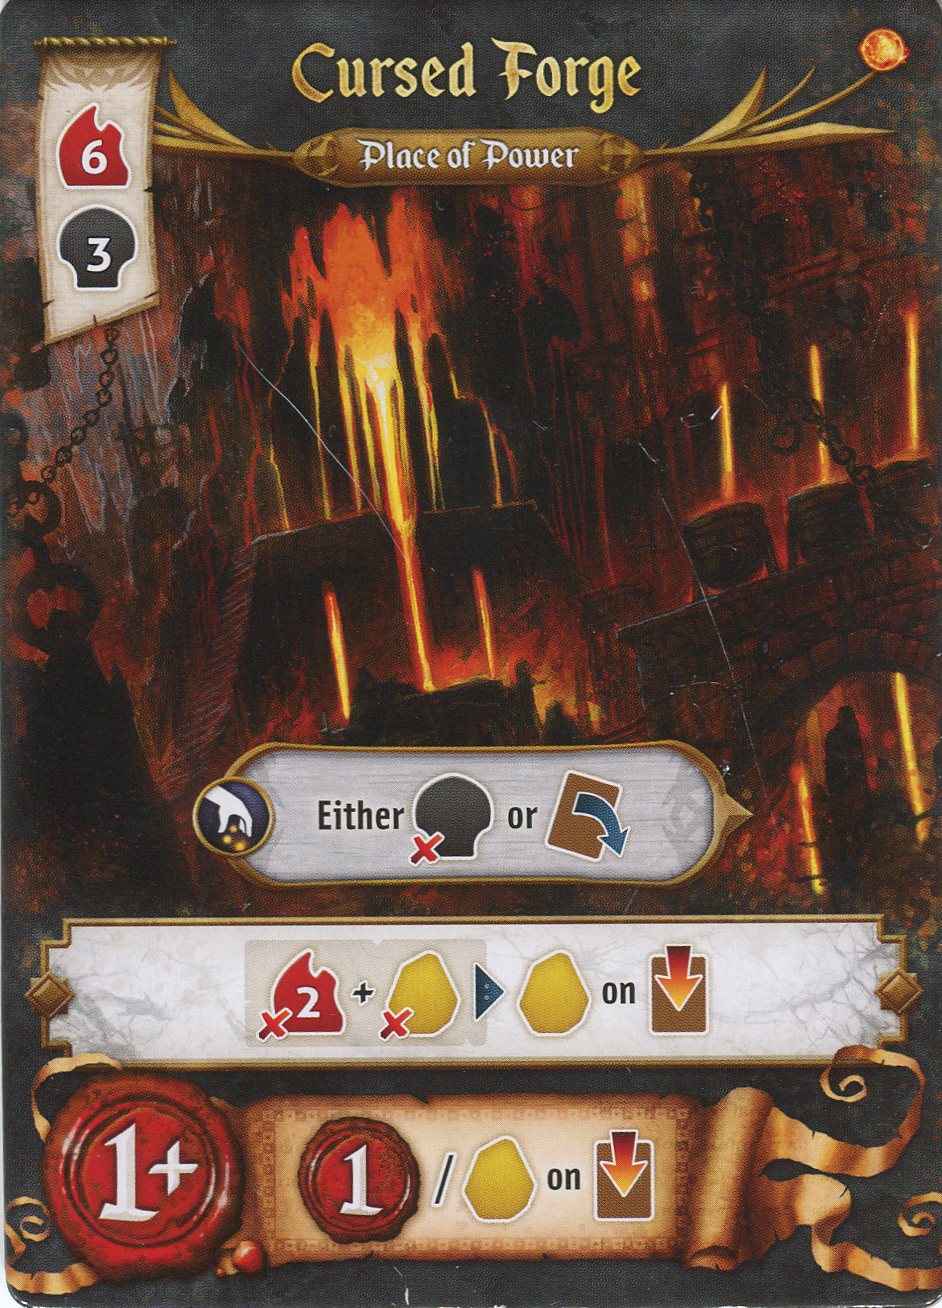 Cursed Forge
Place of Power
6
3
Either or
2 + on
1+
1 / on